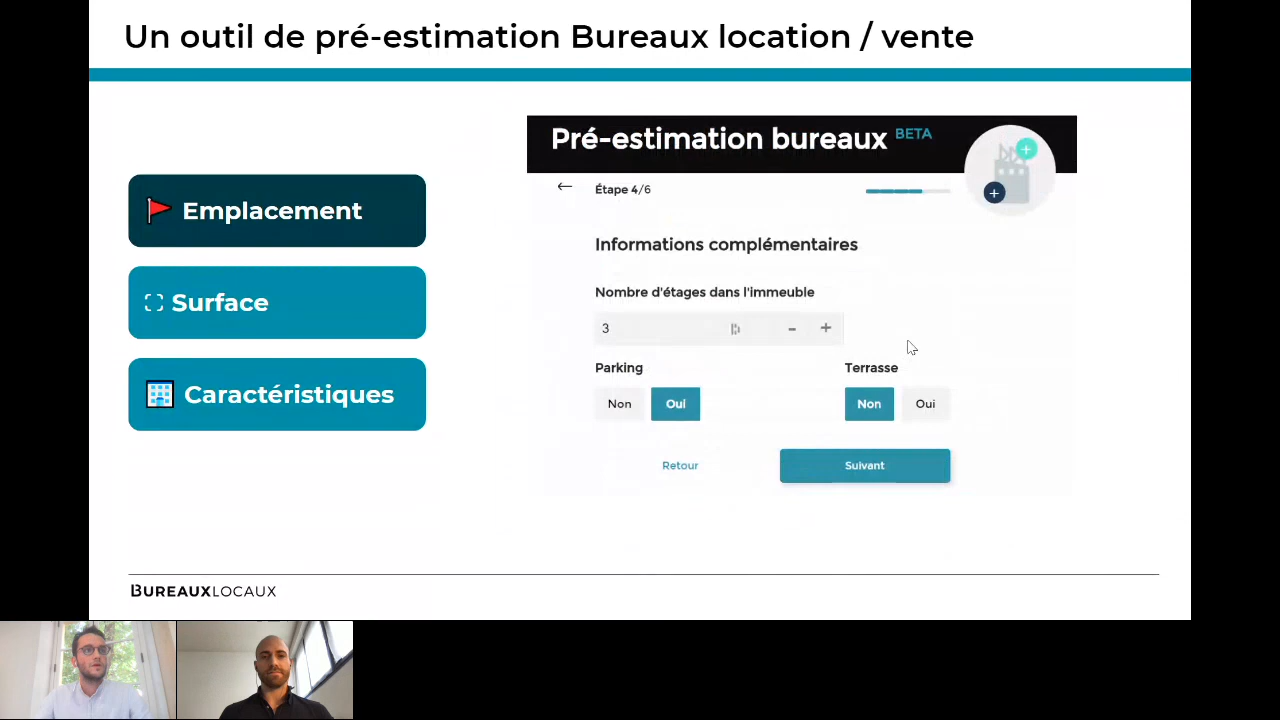 Un outil de pré-estimation Bureaux location / vente
Emplacement
Surface
Caractéristiques
Pré-estimation bureaux BETA
Étape 4/6
Informations complémentaires
Nombre d'étages dans l'immeuble
3 - +
Parking Terrasse
Non Oui Non Oui
Retour Suivant
BUREAUXLOCAUX